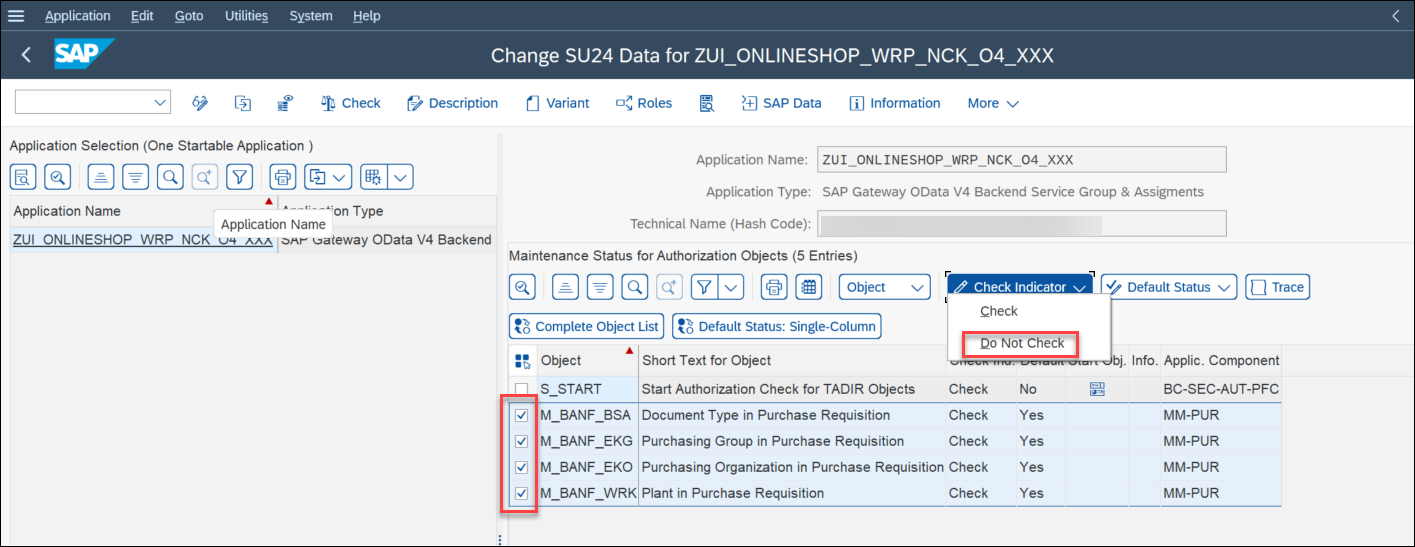 Application Edit Goto Utilities System Help
SAP Change SU24 Data for ZUI_ONLINESHOP_WRP_NCK_O4_XXX
Check Description Variant Roles SAP Data Information More
Application Selection (One Startable Application )
Application Name Application Type
Application Name
ZUI_ONLINESHOP_WRP_NCK_O4_XXX SAP Gateway OData V4 Backend
Application Name: ZUI_ONLINESHOP_WRP_NCK_O4_XXX
Application Type: SAP Gateway OData V4 Backend Service Group & Assigments
Technical Name (Hash Code):
Maintenance Status for Authorization Objects (5 Entries)
Object Check Indicator Default Status Trace
Check
Do Not Check
Complete Object List Default Status: Single-Column
Object Short Text for Object Check Ind. Default Start Obj. Info. Applic. Component
S_START Start Authorization Check for TADIR Objects Check No BC-SEC-AUT-PFC
M_BANF_BSA Document Type in Purchase Requisition Check Yes MM-PUR
M_BANF_EKG Purchasing Group in Purchase Requisition Check Yes MM-PUR
M_BANF_EKO Purchasing Organization in Purchase Requisition Check Yes MM-PUR
M_BANF_WRK Plant in Purchase Requisition Check Yes MM-PUR